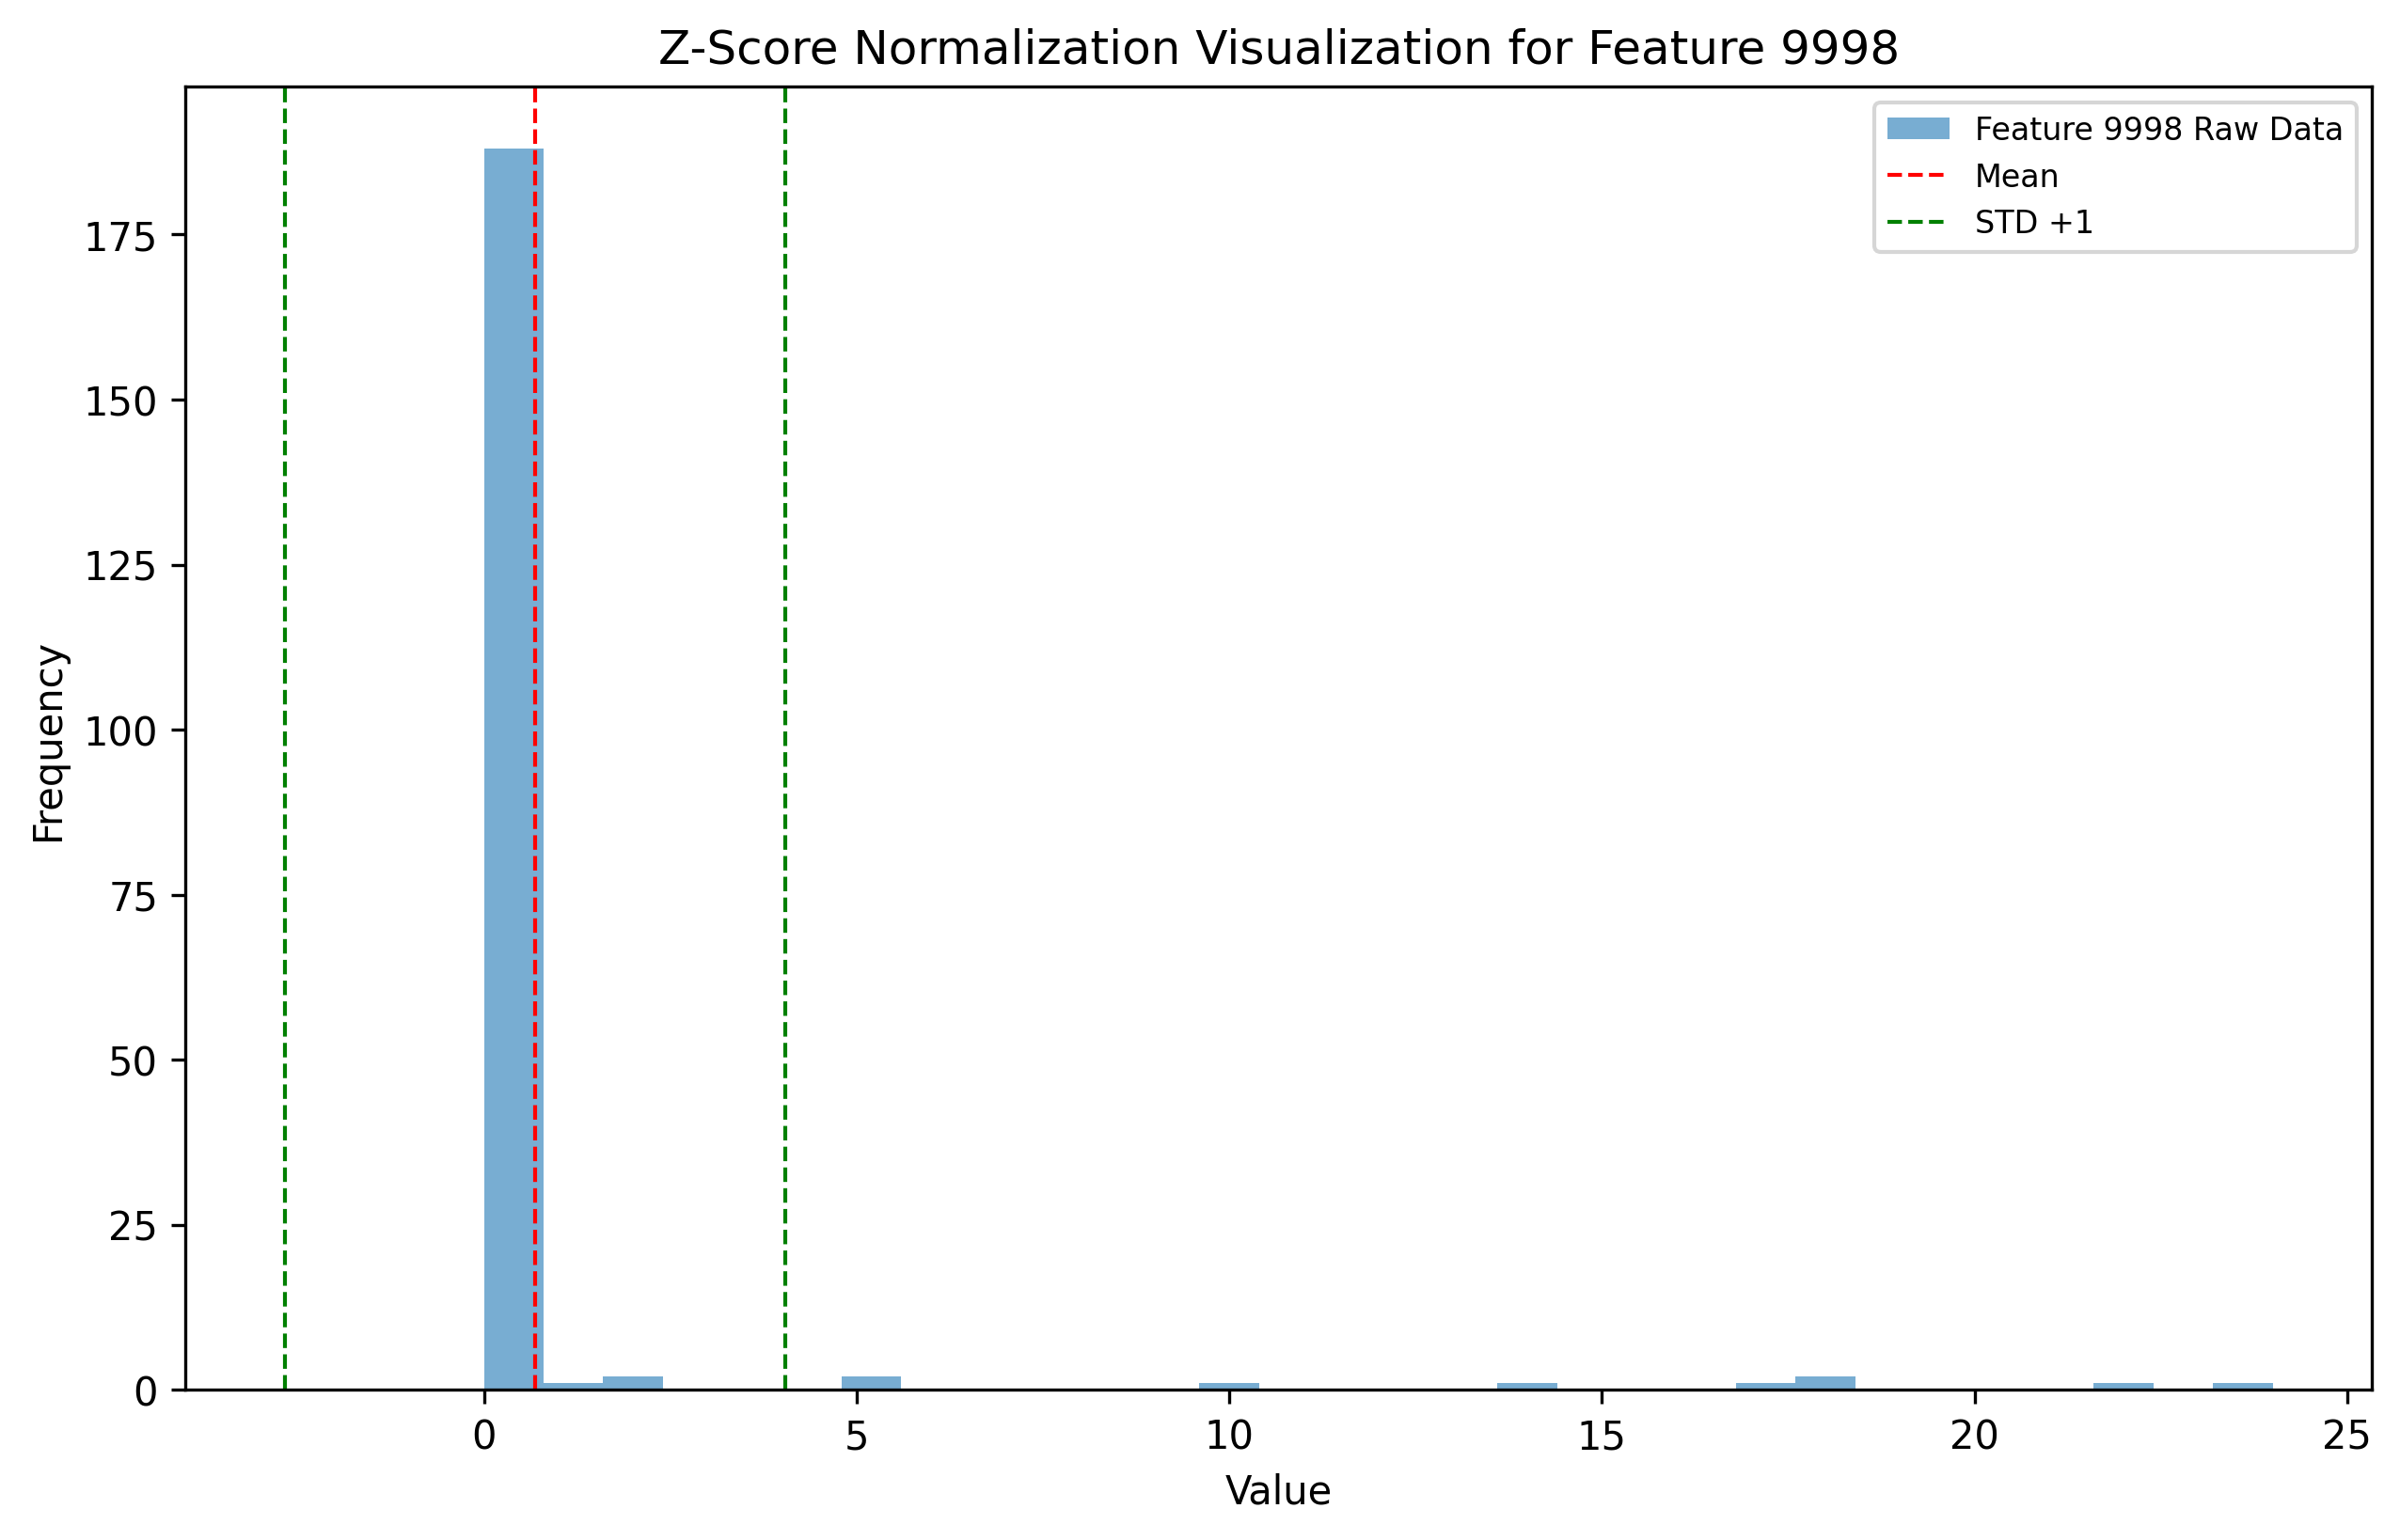 Z-Score Normalization Visualization for Feature 9998
Feature 9998 Raw Data
Mean
STD +1
175
150
125
100
75
50
25
0
Frequency
0 5 10 15 20 25
Value